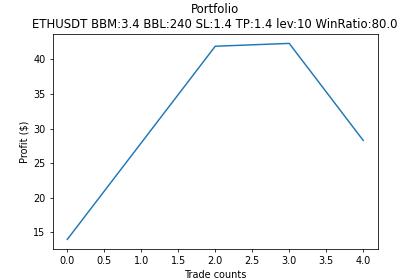 Portfolio
ETHUSDT BBM:3.4 BBL:240 SL:1.4 TP:1.4 lev:10 WinRatio:80.0
40
35
30
25
20
15
Profit ($)
0.0 0.5 1.0 1.5 2.0 2.5 3.0 3.5 4.0
Trade counts